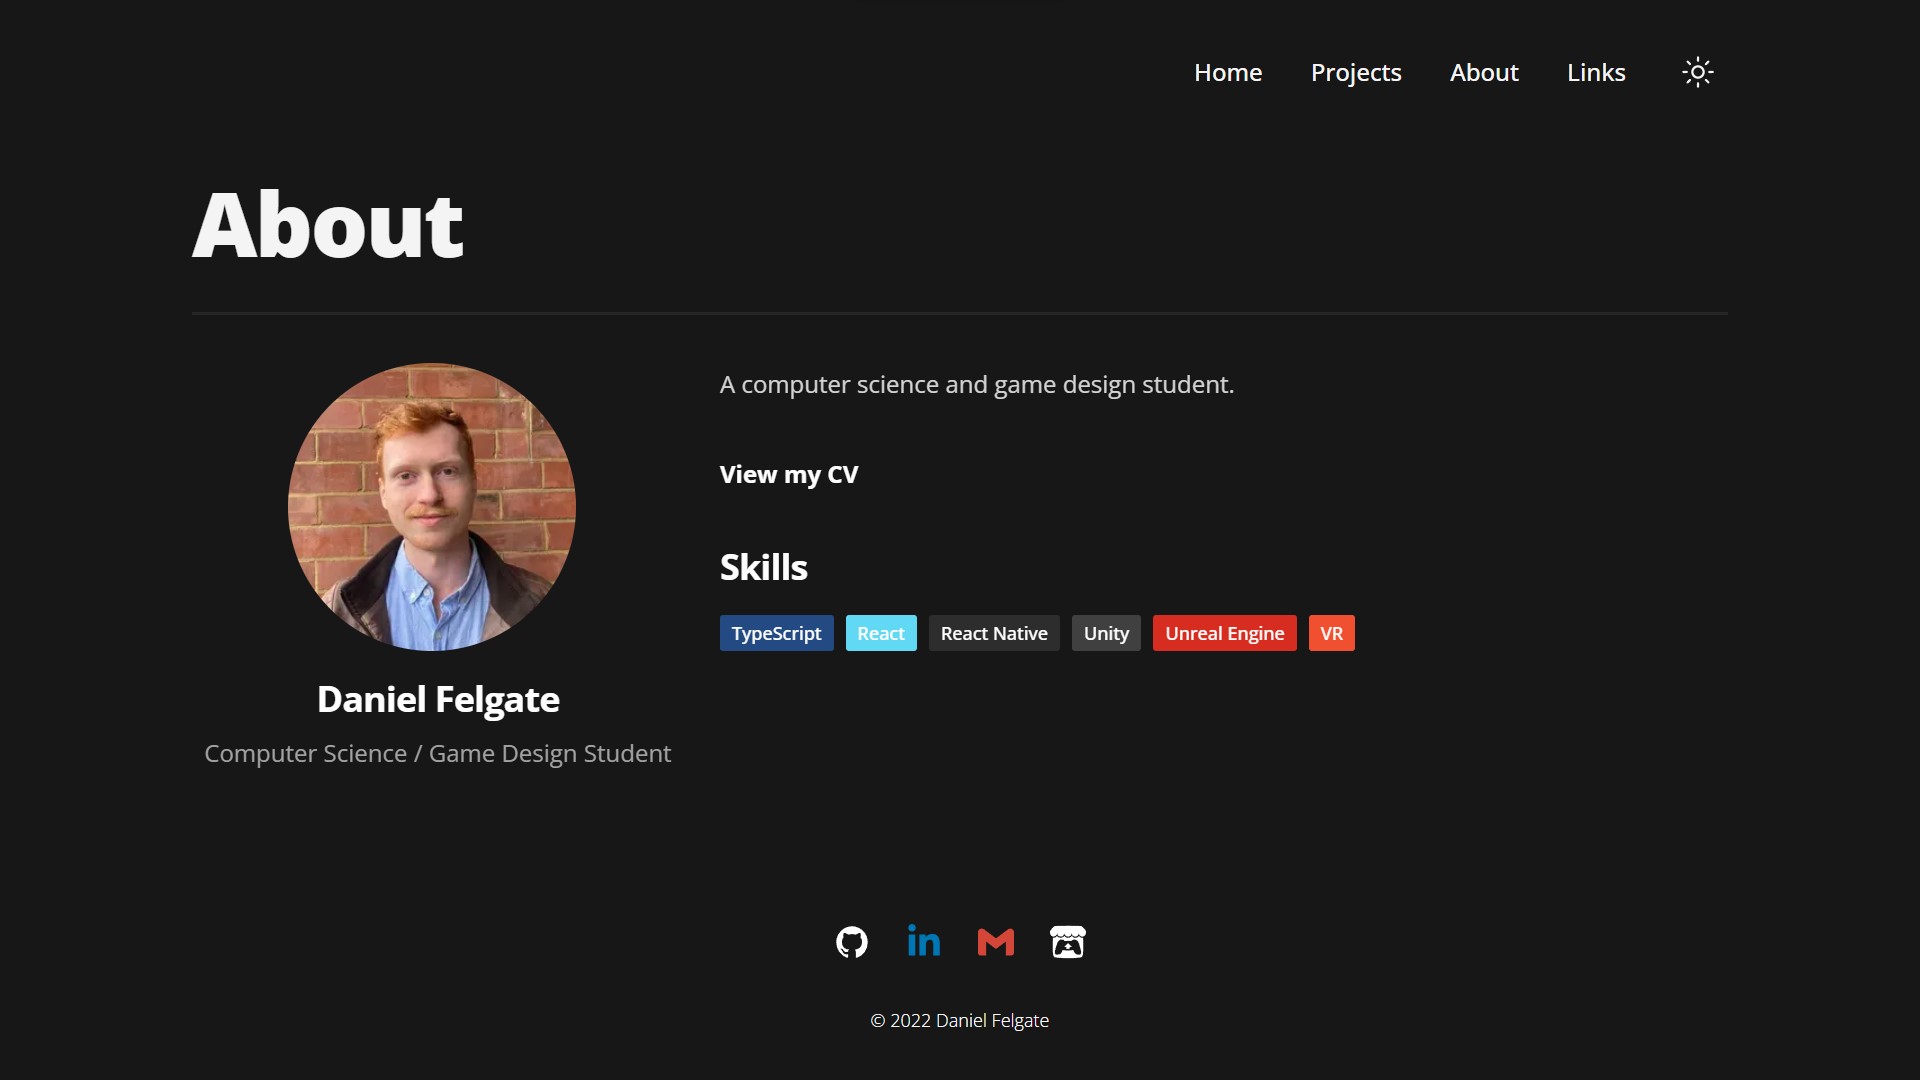 Home Projects About Links
About
A computer science and game design student.
View my CV
Skills
TypeScript React React Native Unity Unreal Engine VR
Daniel Felgate
Computer Science / Game Design Student
© 2022 Daniel Felgate